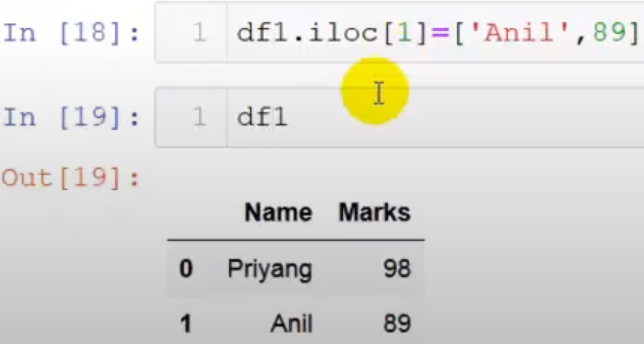 In [18]: 1 df1.iloc[1]=['Anil',89]
In [19]: 1 df1
Out[19]:
Name Marks
0 Priyang 98
1 Anil 89